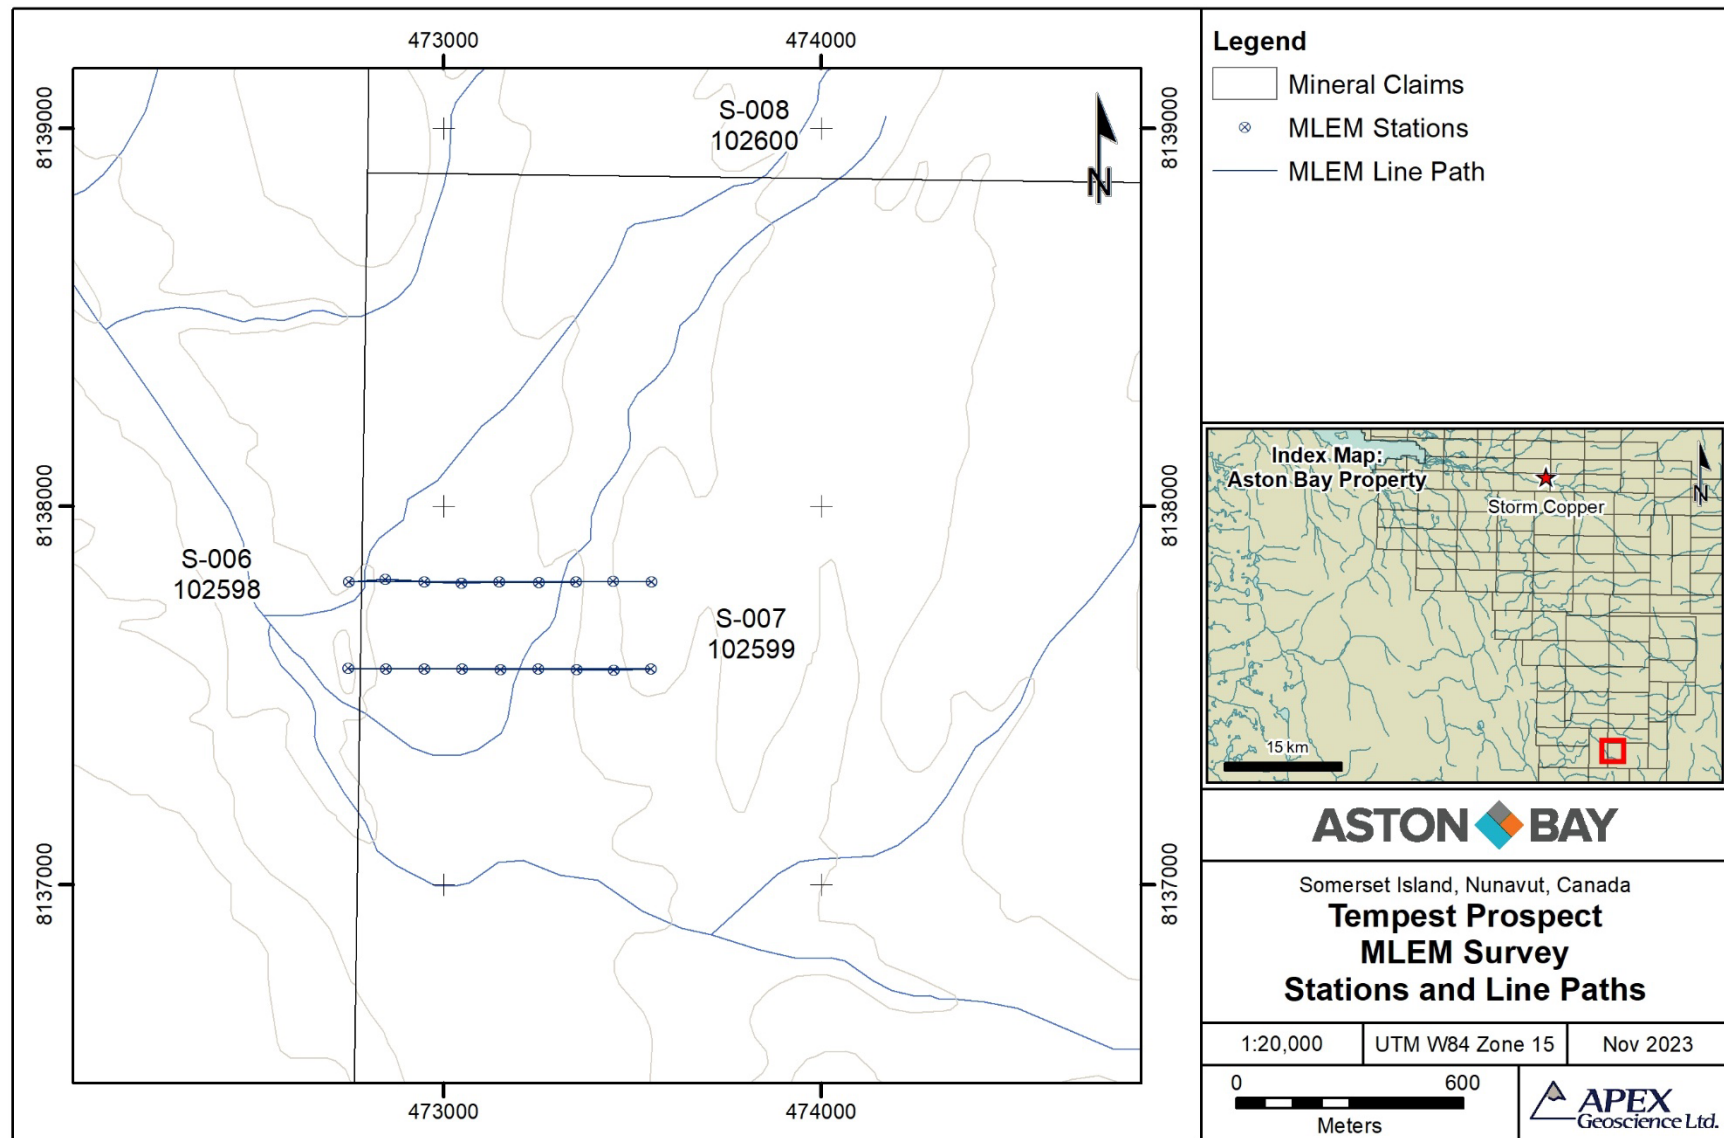 473000
474000
8139000
8139000
S-008
102600
N
8138000
8138000
S-006
102598
S-007
102599
8137000
8137000
473000
474000
Legend
Mineral Claims
MLEM Stations
MLEM Line Path
Index Map:
Aston Bay Property
N
Storm Copper
15 km
ASTON BAY
Somerset Island, Nunavut, Canada
Tempest Prospect
MLEM Survey
Stations and Line Paths
1:20,000
UTM W84 Zone 15
Nov 2023
0 600
Meters
APEX
Geoscience Ltd.